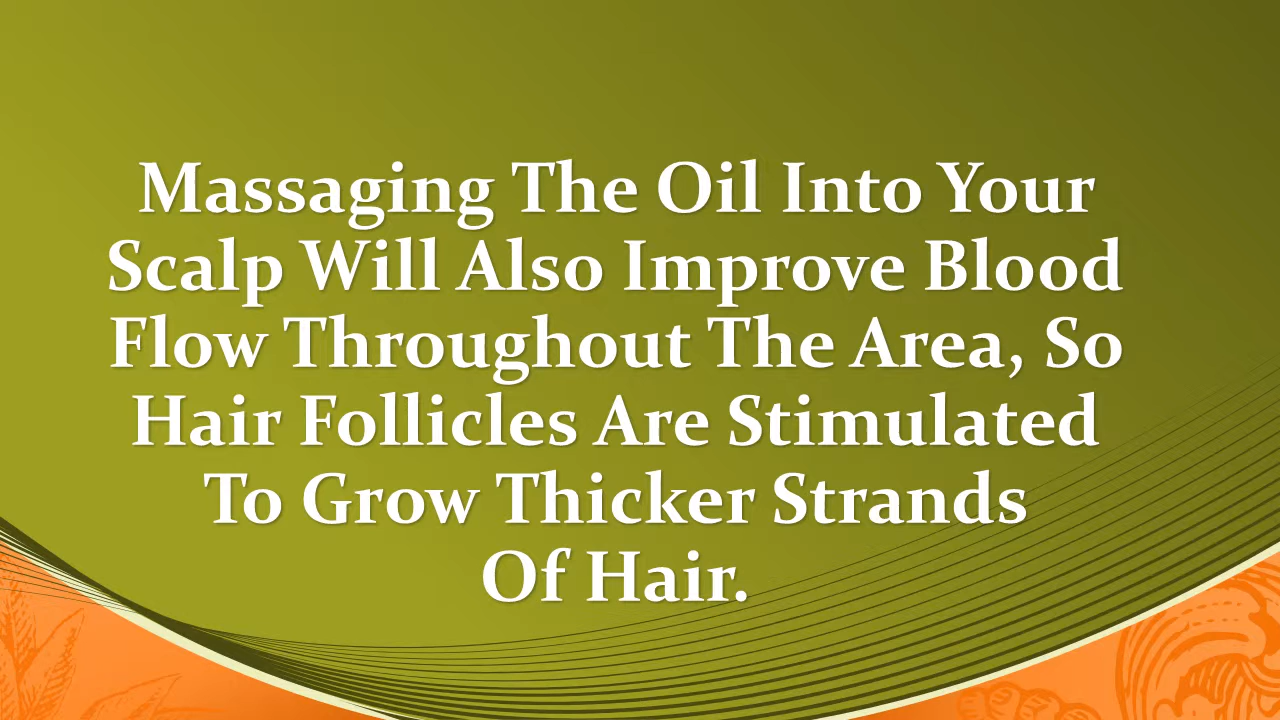 Massaging The Oil Into Your
Scalp Will Also Improve Blood
Flow Throughout The Area, So
Hair Follicles Are Stimulated
To Grow Thicker Strands
Of Hair.